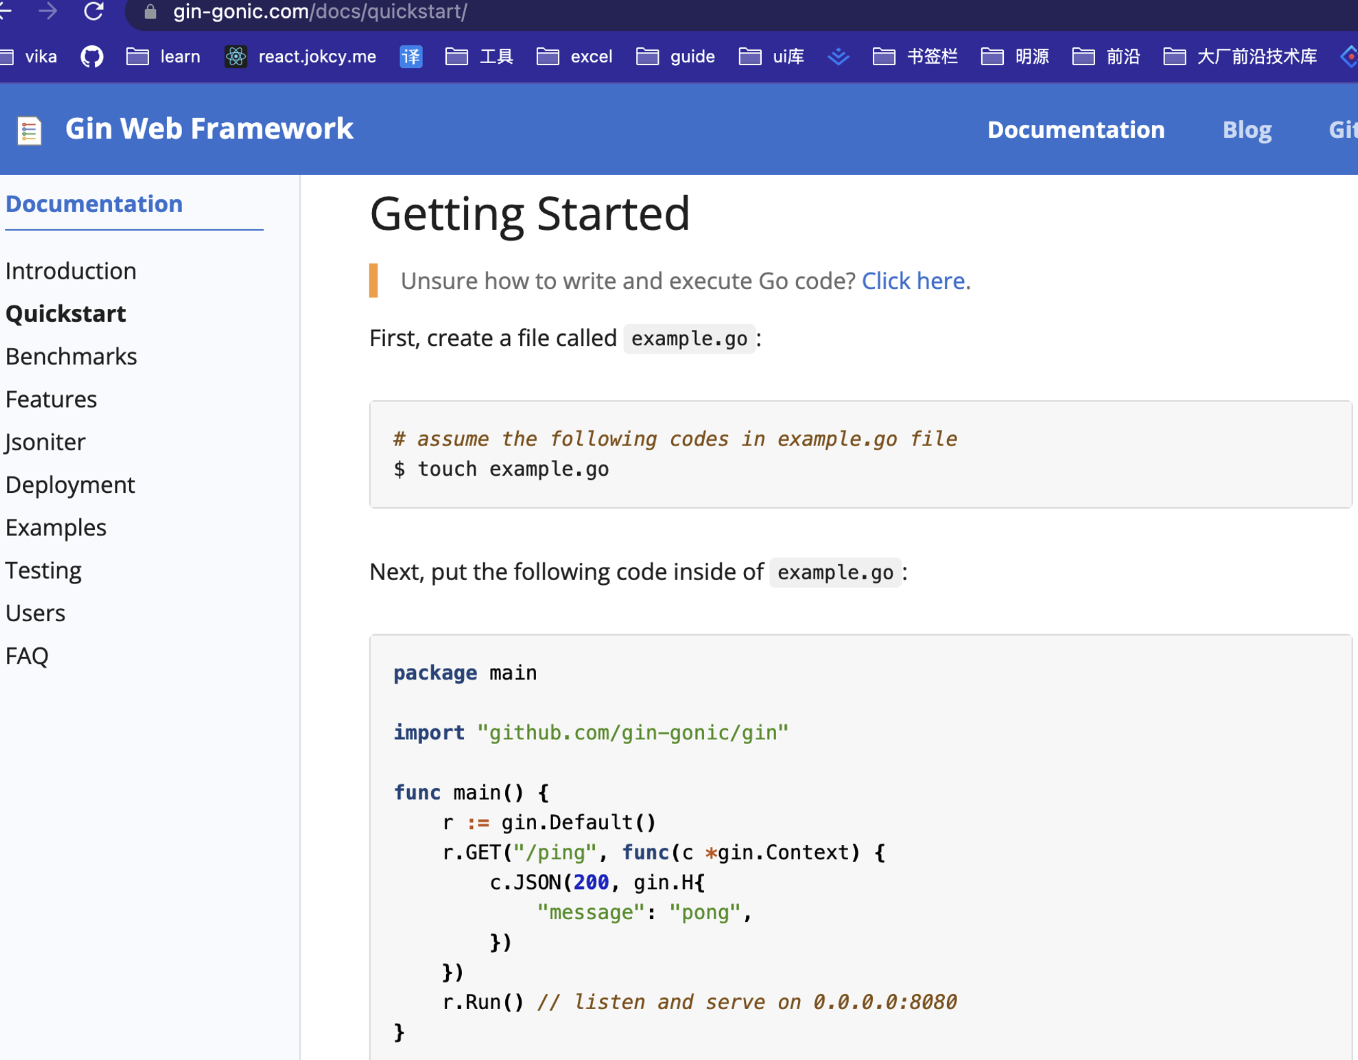 gin-gonic.com/docs/quickstart/
vika learn react.jokcy.me 译 工具 excel guide ui库 书签栏 明源 前沿 大厂前沿技术库
Gin Web Framework Documentation Blog
Documentation
Introduction
Quickstart
Benchmarks
Features
Jsoniter
Deployment
Examples
Testing
Users
FAQ
Getting Started
Unsure how to write and execute Go code? Click here.
First, create a file called example.go:
# assume the following codes in example.go file
$ touch example.go
Next, put the following code inside of example.go:
package main
import "github.com/gin-gonic/gin"
func main() {
    r := gin.Default()
    r.GET("/ping", func(c *gin.Context) {
        c.JSON(200, gin.H{
            "message": "pong",
        })
    })
    r.Run() // listen and serve on 0.0.0.0:8080
}